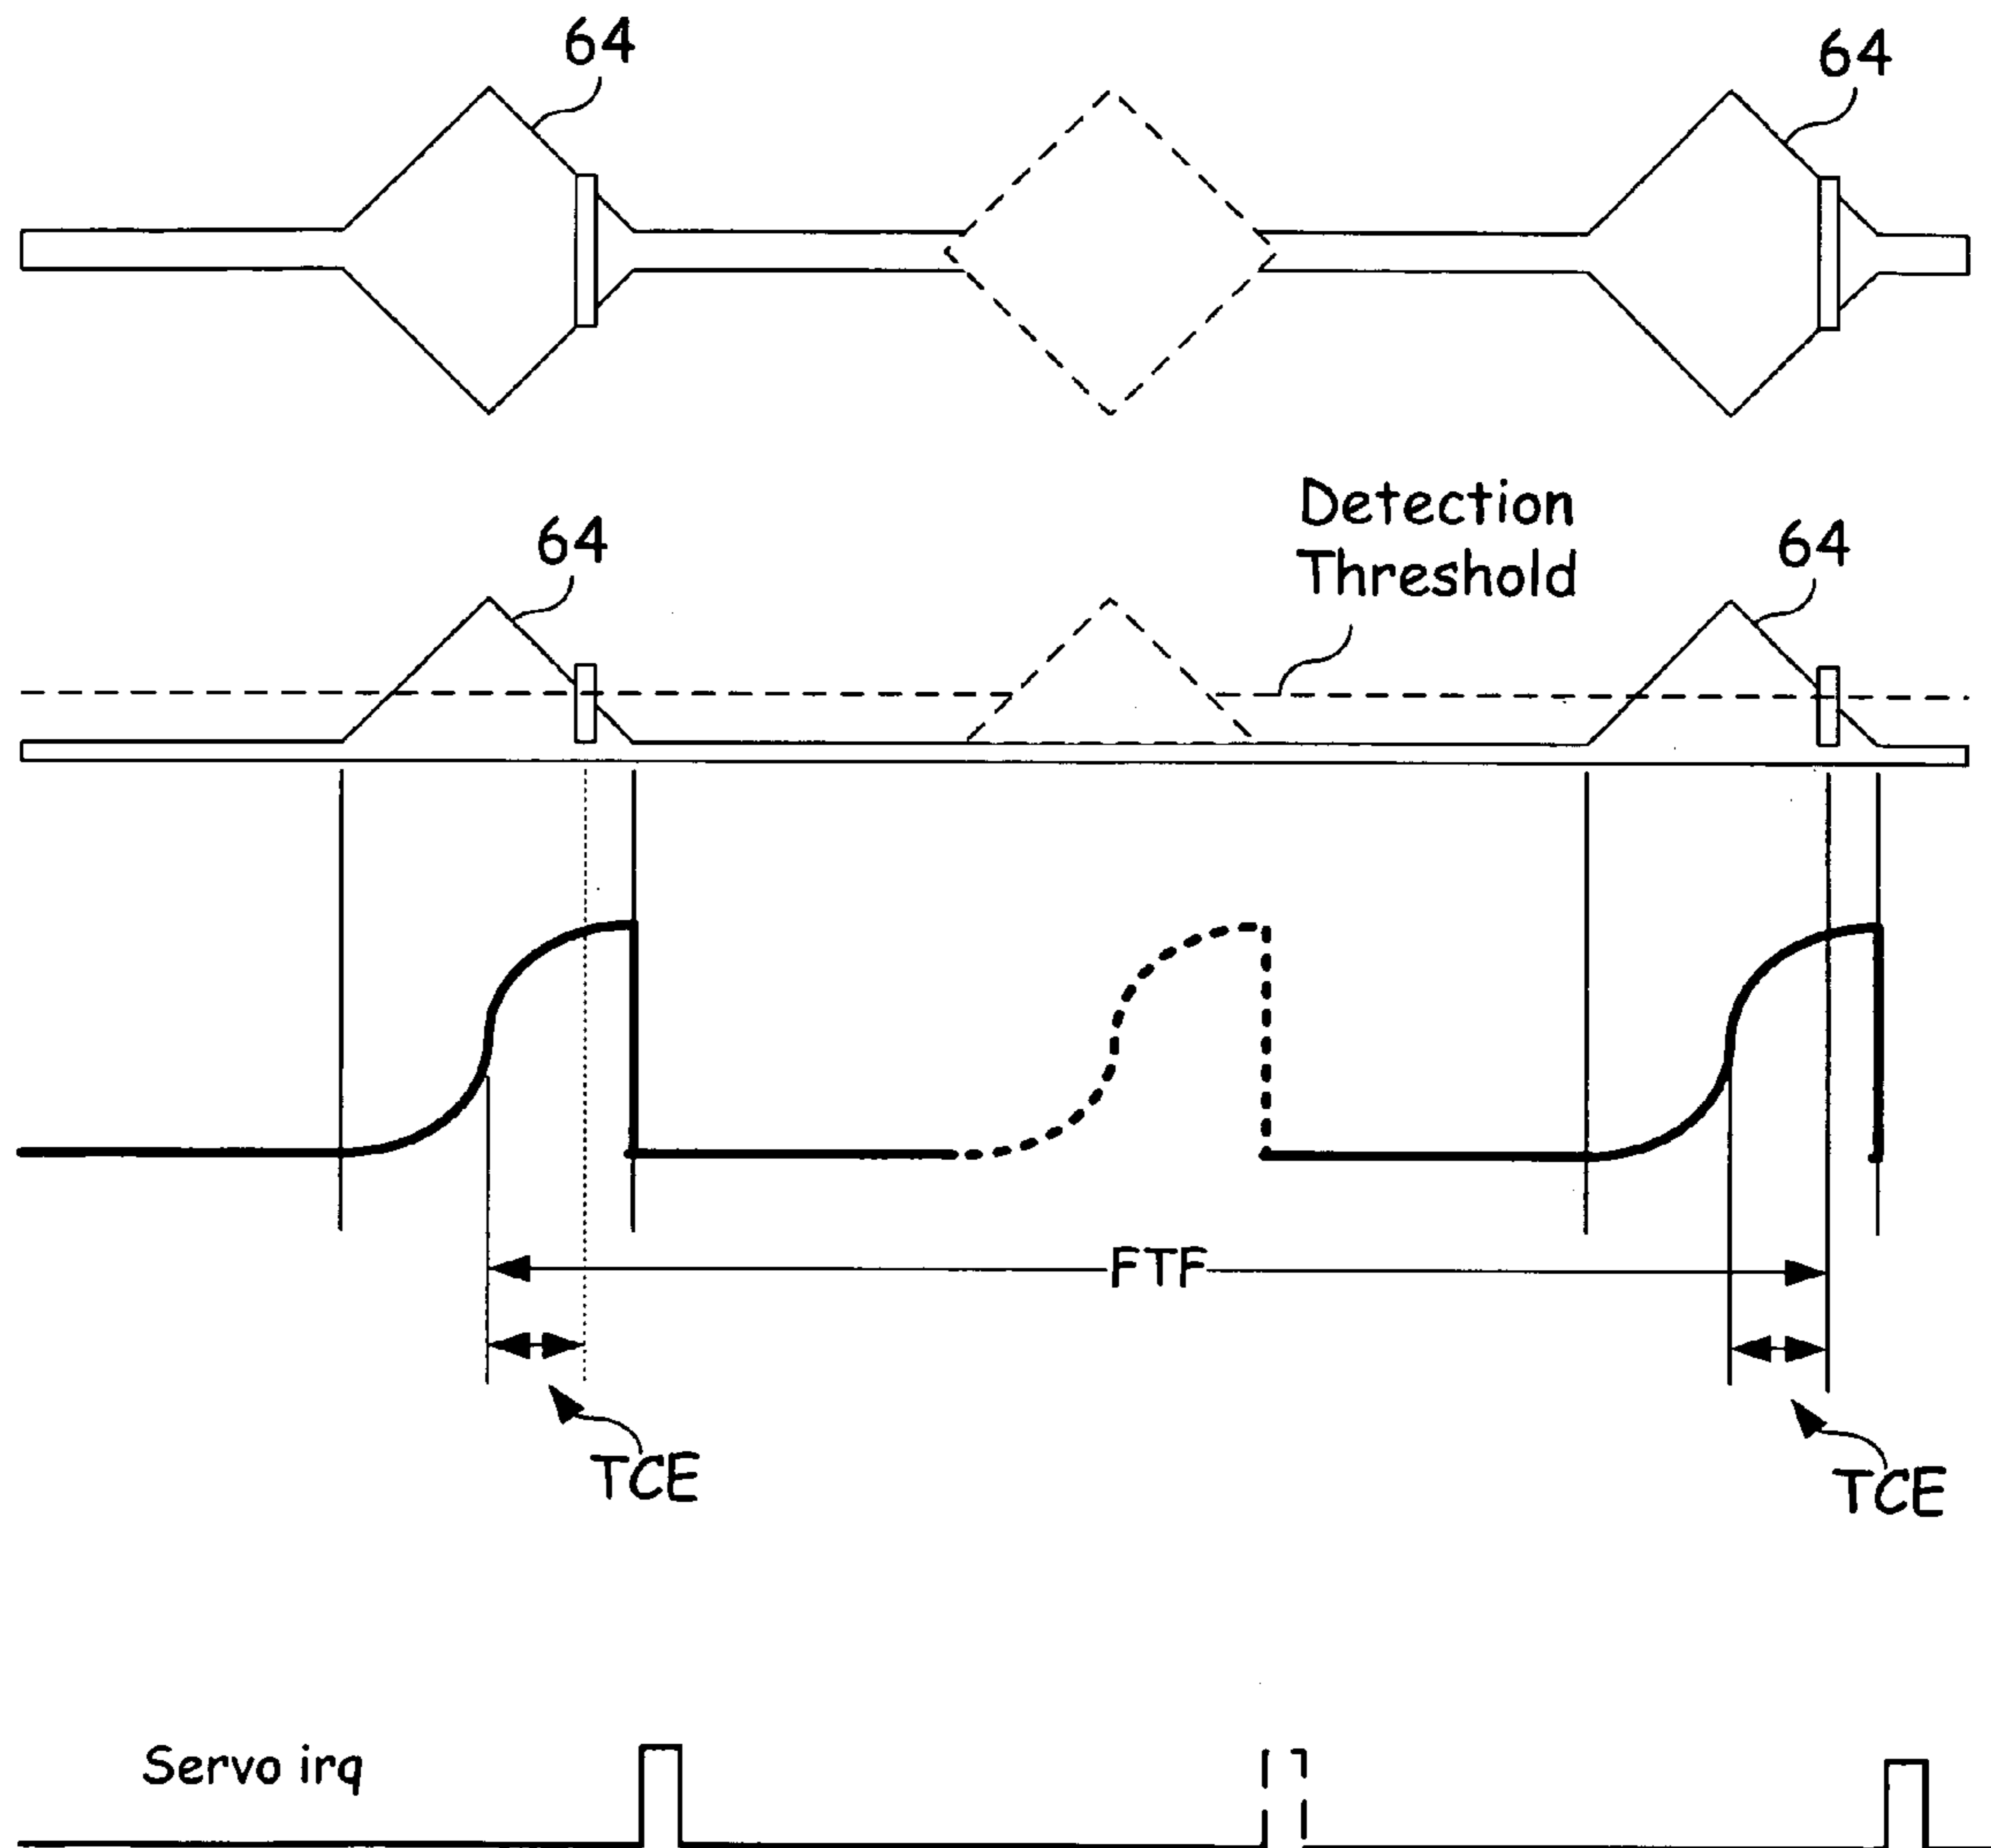 64
64
Detection
Threshold
64
64
FTF
TCE
TCE
Servo irq